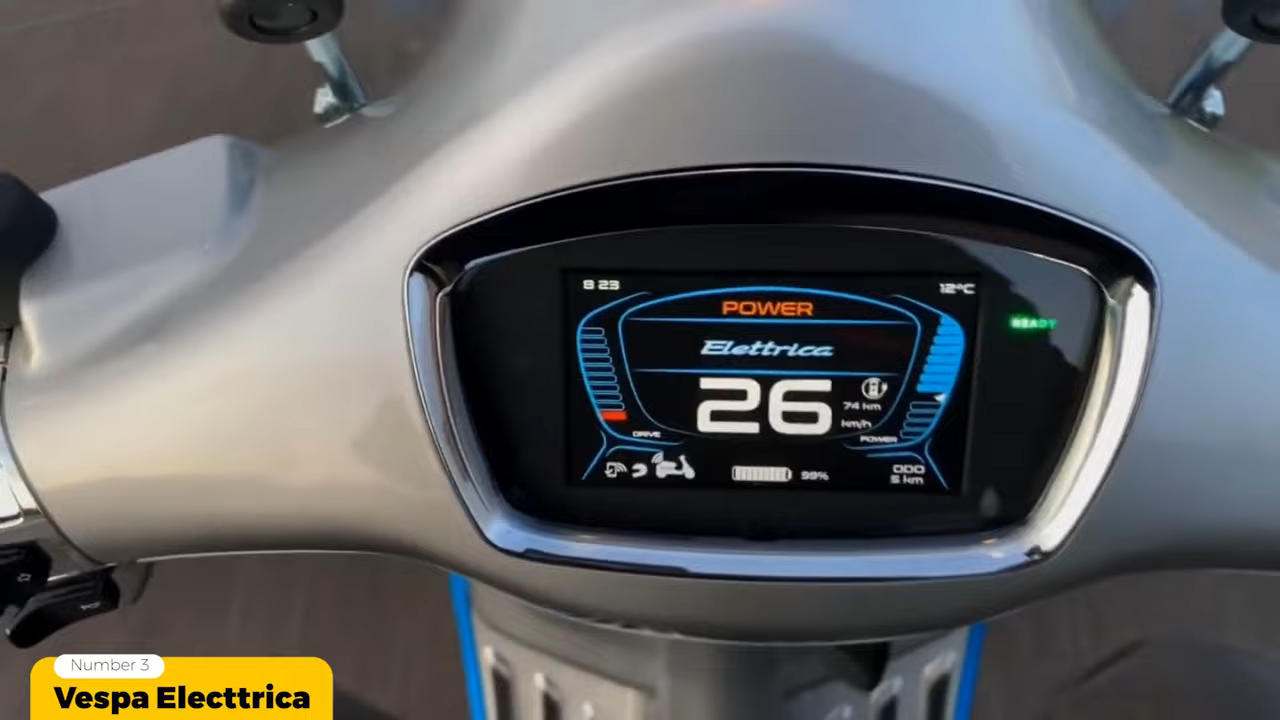 8 23
12°C
POWER
READY
Elettrica
26
74 km
km/h
DRIVE
POWER
99%
ODO
5 km
Number 3
Vespa Electtrica